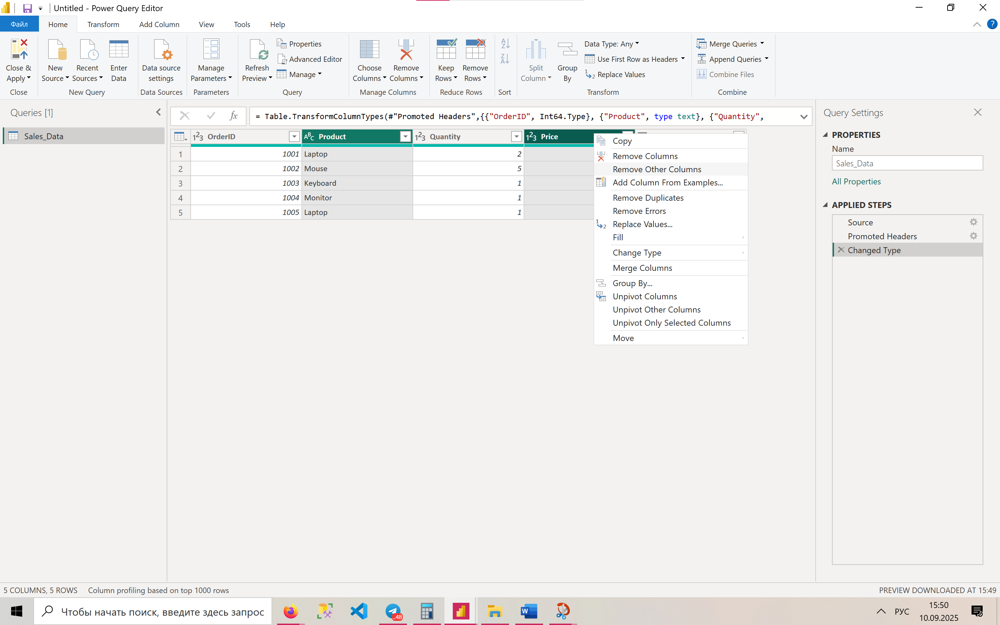 Untitled - Power Query Editor
Файл Home Transform Add Column View Tools Help
Close & Apply
New Source
Recent Sources
Enter Data
Data source settings
Manage Parameters
Refresh Preview
Properties
Advanced Editor
Manage
Choose Columns
Remove Columns
Keep Rows
Remove Rows
Split Column
Group By
Data Type: Any
Use First Row as Headers
Replace Values
Merge Queries
Append Queries
Combine Files
Close New Query Data Sources Parameters Query Manage Columns Reduce Rows Sort Transform Combine
Queries [1]
Sales_Data
fx = Table.TransformColumnTypes(#"Promoted Headers",{{"OrderID", Int64.Type}, {"Product", type text}, {"Quantity",
OrderID Product Quantity Price
1 1001 Laptop 2
2 1002 Mouse 5
3 1003 Keyboard 1
4 1004 Monitor 1
5 1005 Laptop 1
Copy
Remove Columns
Remove Other Columns
Add Column From Examples...
Remove Duplicates
Remove Errors
Replace Values...
Fill
Change Type
Merge Columns
Group By...
Unpivot Columns
Unpivot Other Columns
Unpivot Only Selected Columns
Move
Query Settings
PROPERTIES
Name
Sales_Data
All Properties
APPLIED STEPS
Source
Promoted Headers
Changed Type
5 COLUMNS, 5 ROWS Column profiling based on top 1000 rows
PREVIEW DOWNLOADED AT 15:49
Чтобы начать поиск, введите здесь запрос
..48
РУС
15:50
10.09.2025